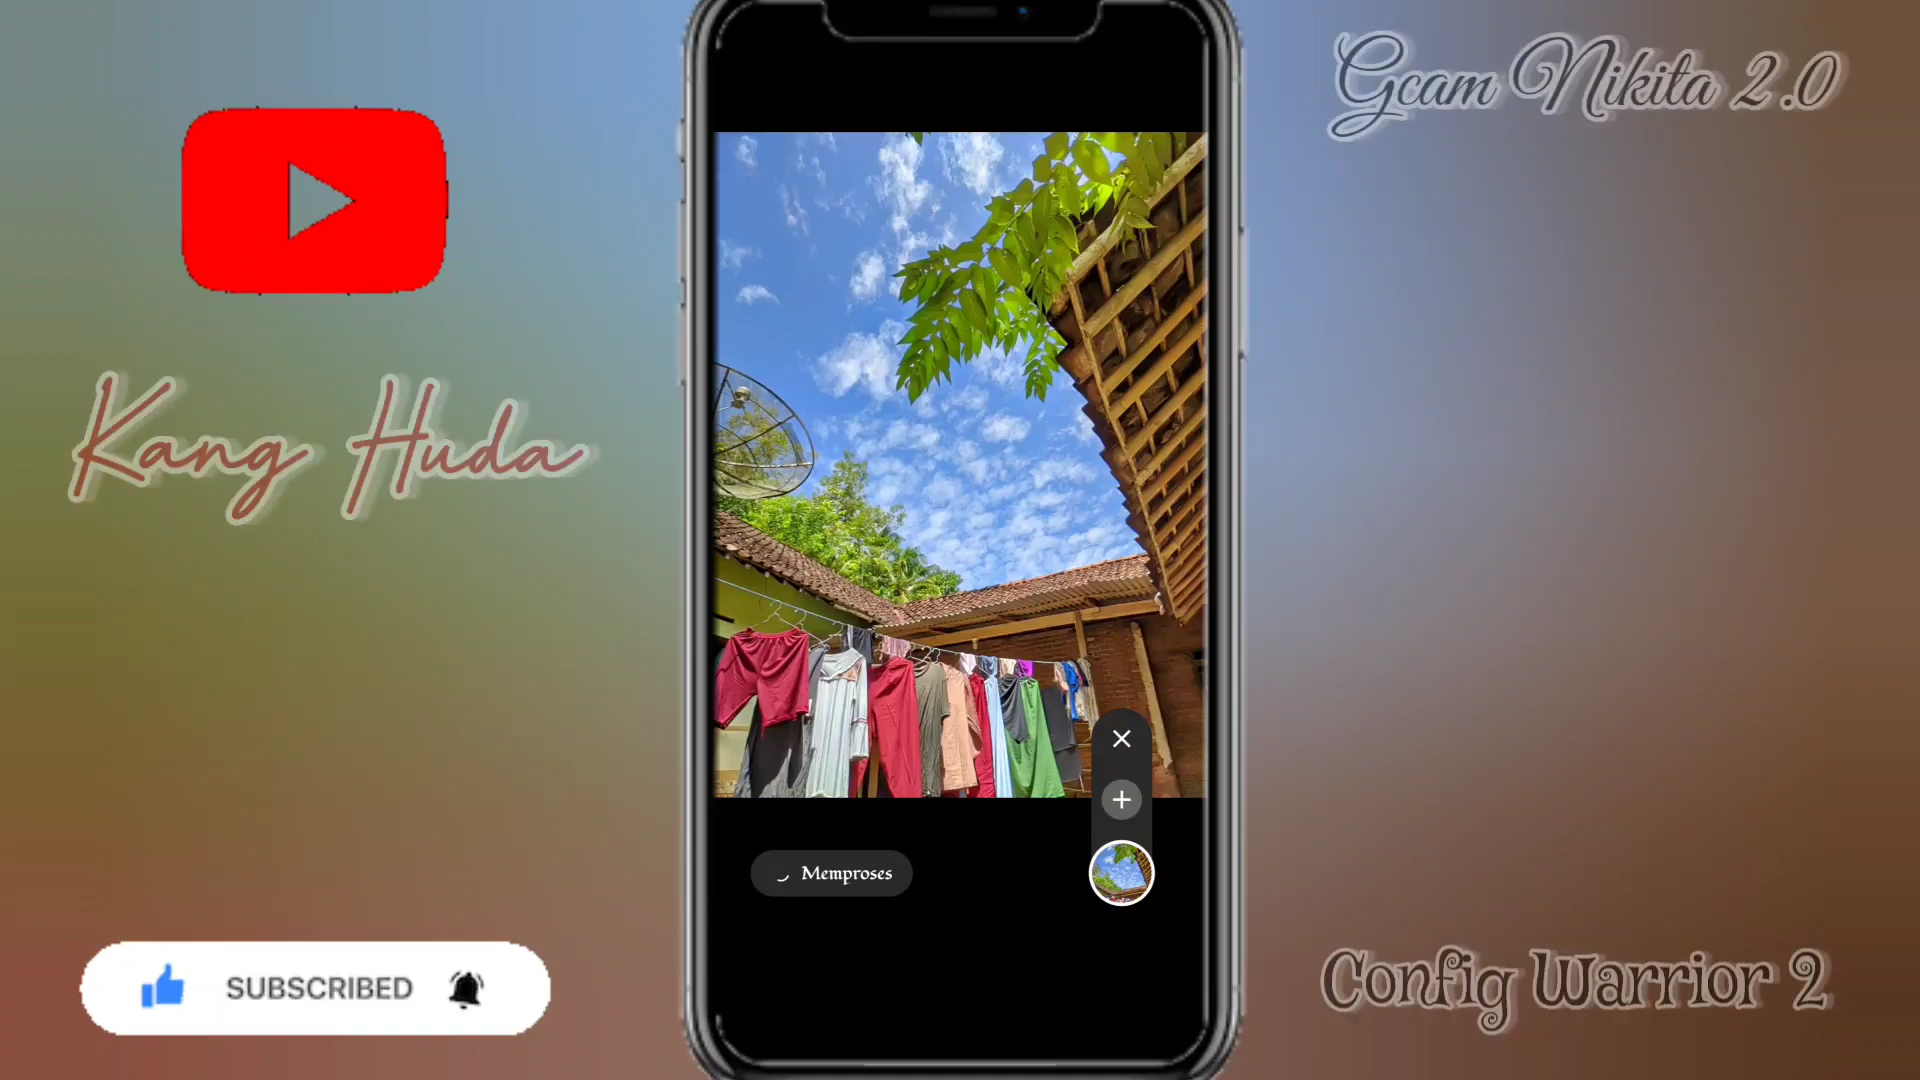 Gcam Nikita 2.0
Kang Huda
Memproses
SUBSCRIBED
Config Warrior 2